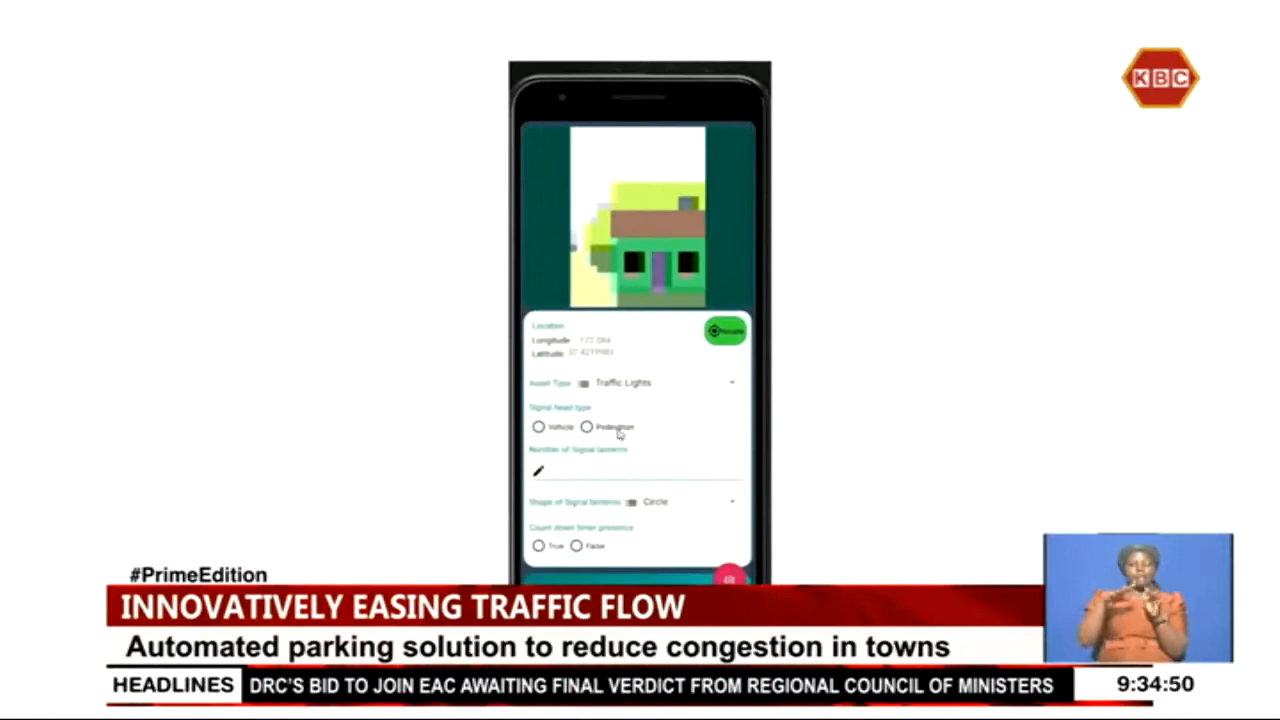 KBC
Location
Longitude
Latitude
Asset Type Traffic Lights
Signal head type
Vehicle Pedestrian
Number of Signal lanterns
Shape of Signal lanterns Circle
Count down timer presence
True False
#PrimeEdition
INNOVATIVELY EASING TRAFFIC FLOW
Automated parking solution to reduce congestion in towns
HEADLINES DRC'S BID TO JOIN EAC AWAITING FINAL VERDICT FROM REGIONAL COUNCIL OF MINISTERS 9:34:50